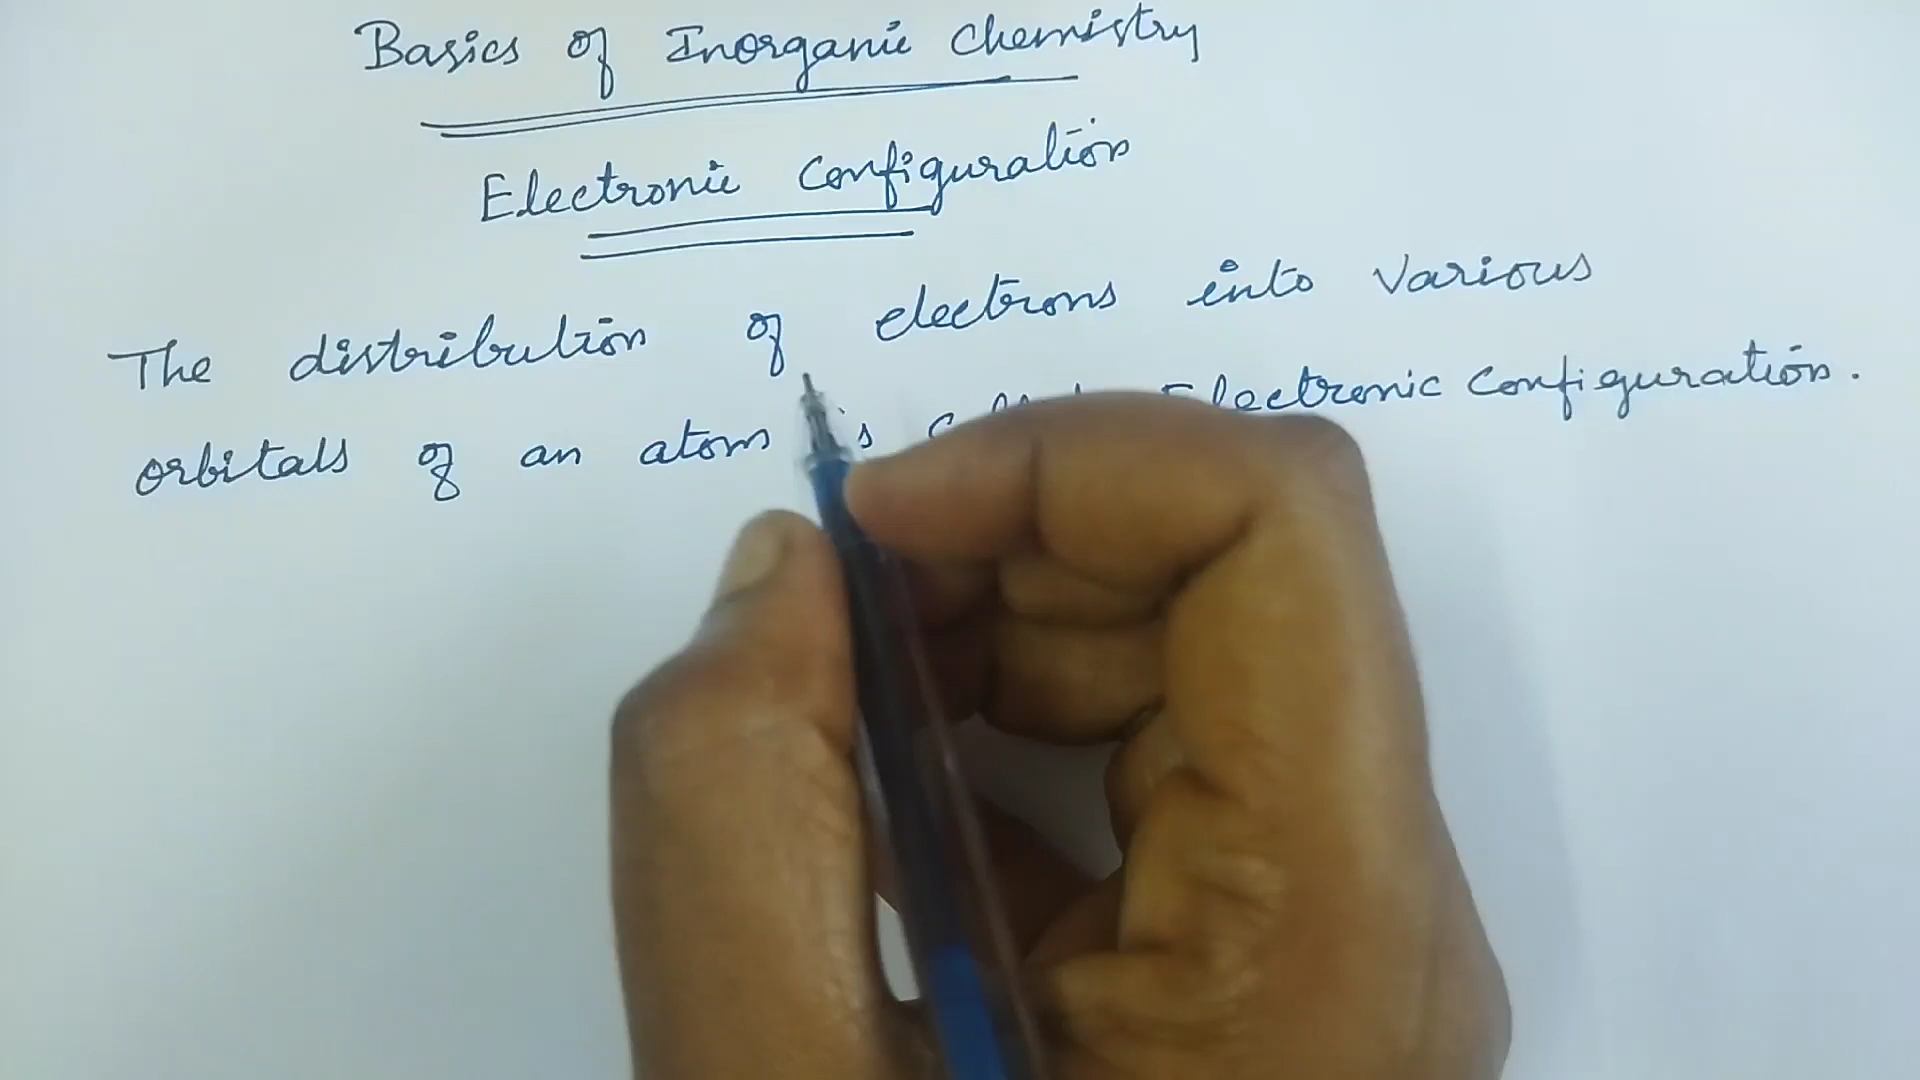 Basics of Inorganic Chemistry
Electronic Configuration
The distribution of electrons into various
orbitals of an atom is Electronic Configuration.